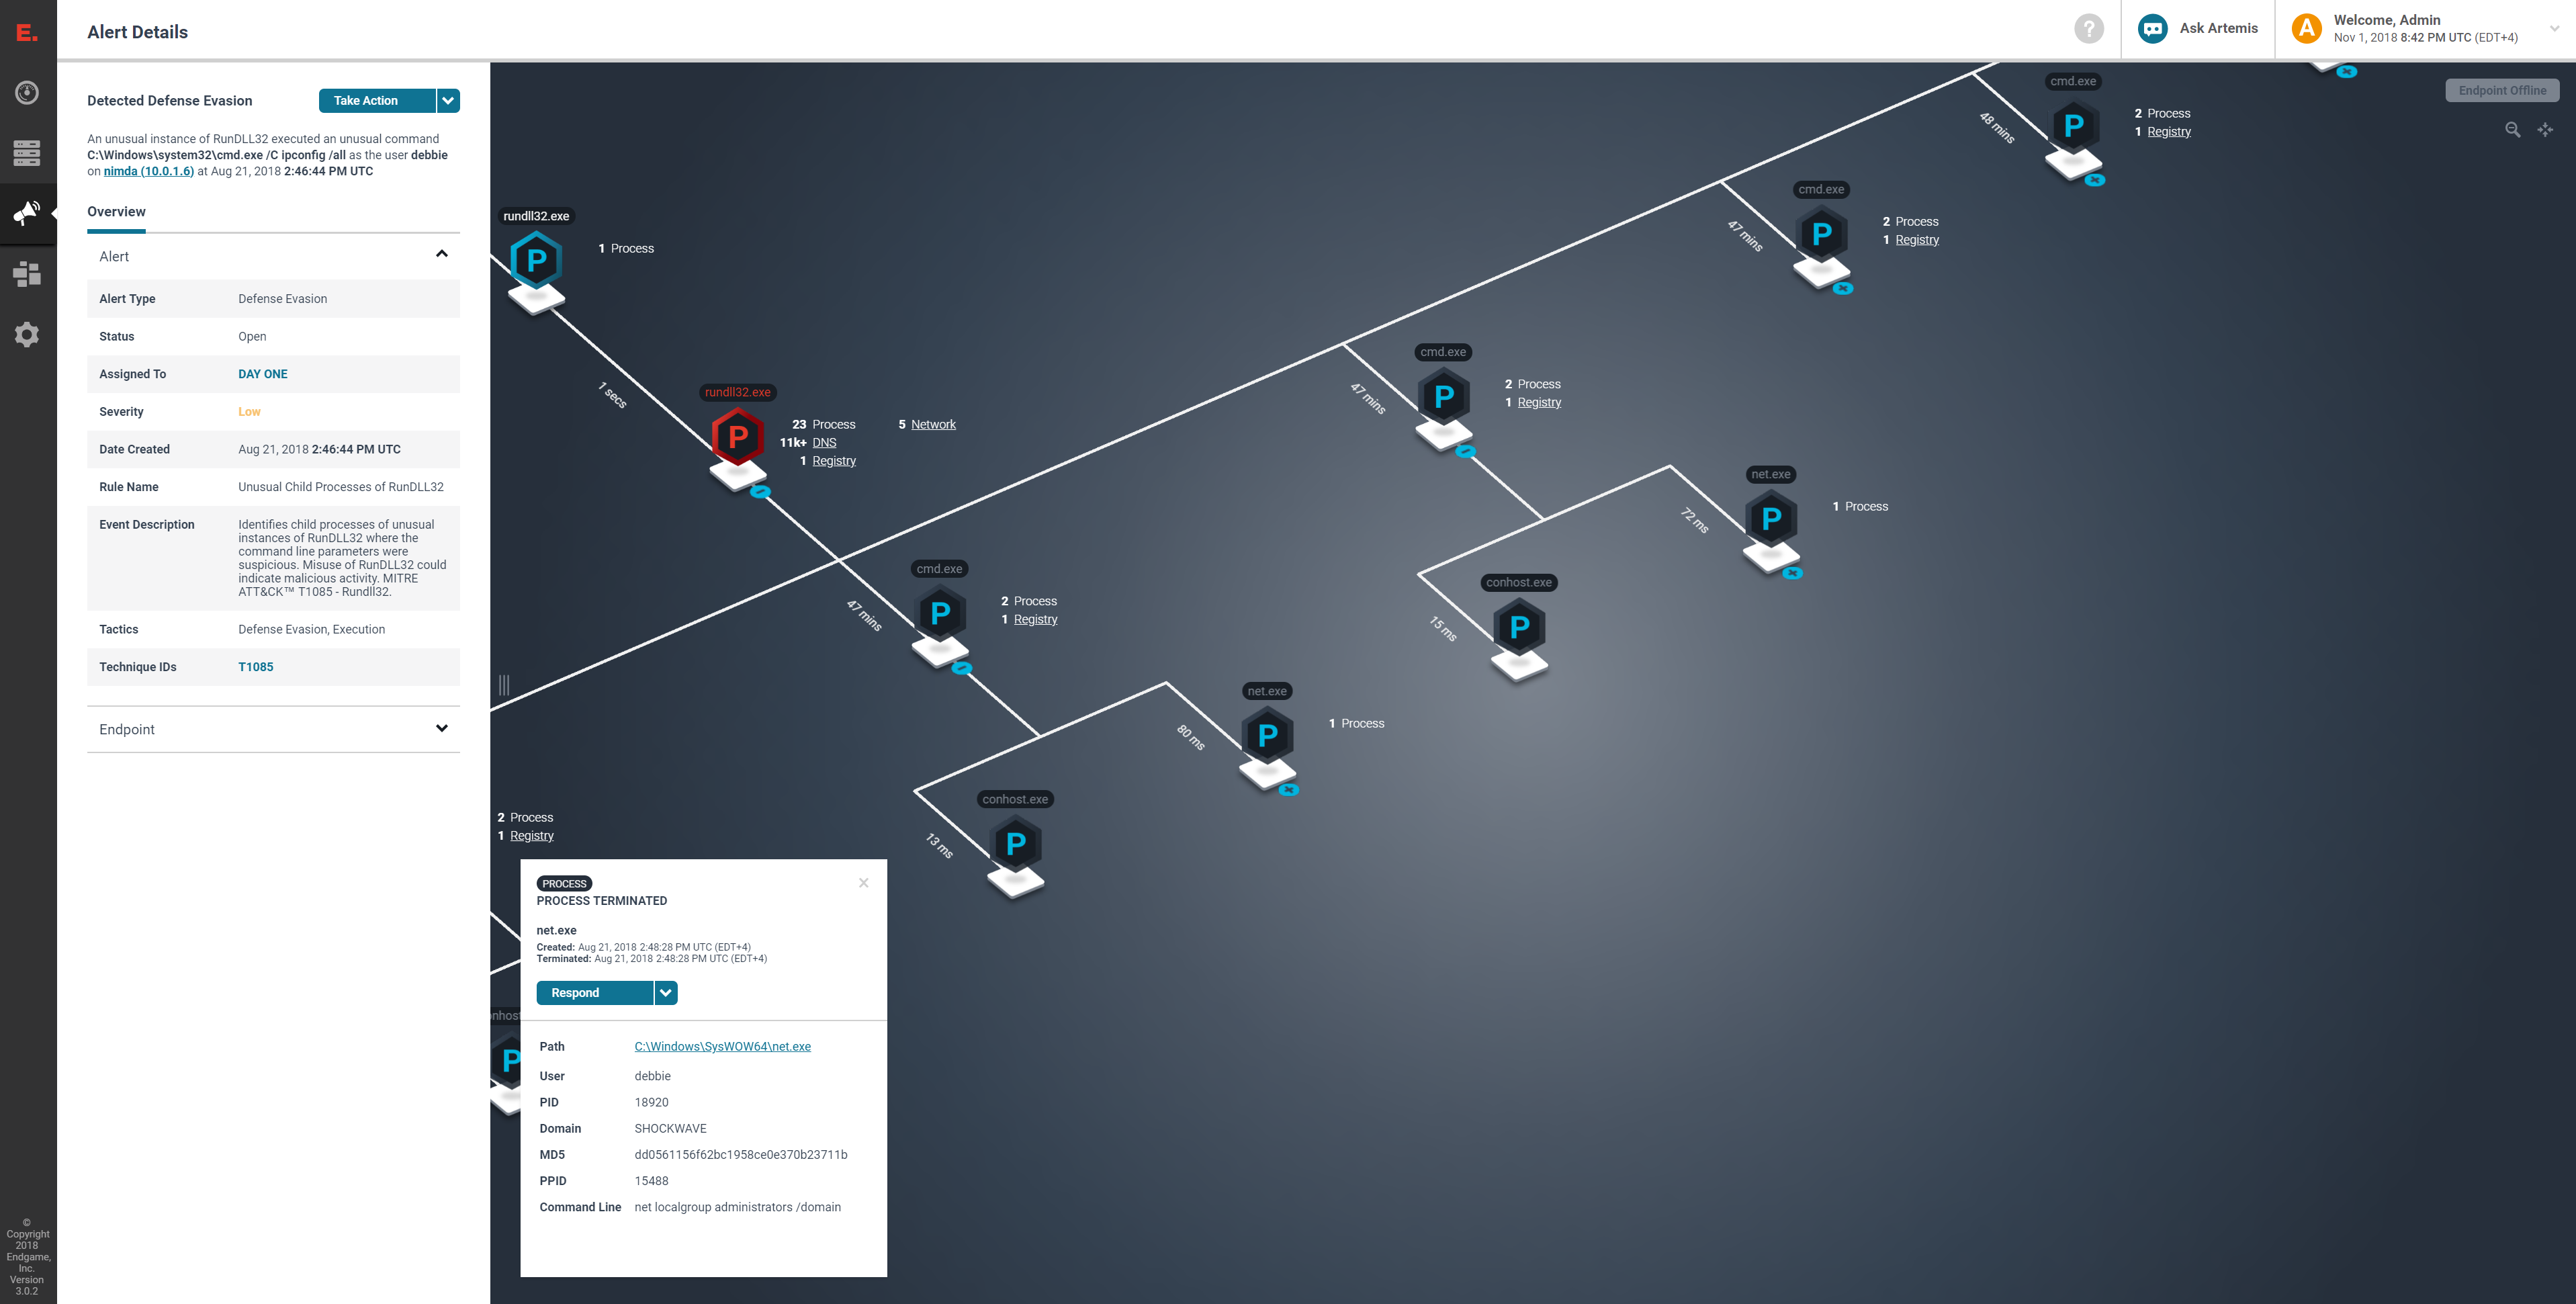 E.
Alert Details
?
Ask Artemis
A
Welcome, Admin
Nov 1, 2018 8:42 PM UTC (EDT+4)
Detected Defense Evasion
Take Action
An unusual instance of RunDLL32 executed an unusual command
C:\Windows\system32\cmd.exe /C ipconfig /all as the user debbie
on nimda (10.0.1.6) at Aug 21, 2018 2:46:44 PM UTC
Overview
Alert
Alert Type Defense Evasion
Status Open
Assigned To DAY ONE
Severity Low
Date Created Aug 21, 2018 2:46:44 PM UTC
Rule Name Unusual Child Processes of RunDLL32
Event Description Identifies child processes of unusual
instances of RunDLL32 where the
command line parameters were
suspicious. Misuse of RunDLL32 could
indicate malicious activity. MITRE
ATT&CK™ T1085 - Rundll32.
Tactics Defense Evasion, Execution
Technique IDs T1085
Endpoint
©
Copyright
2018
Endgame,
Inc.
Version
3.0.2
Endpoint Offline
cmd.exe
P
48 mins
2 Process
1 Registry
cmd.exe
P
47 mins
2 Process
1 Registry
rundll32.exe
P
1 Process
1 secs
rundll32.exe
P
23 Process
11k+ DNS
1 Registry
5 Network
cmd.exe
P
47 mins
2 Process
1 Registry
net.exe
P
72 ms
1 Process
conhost.exe
P
15 ms
cmd.exe
P
47 mins
2 Process
1 Registry
net.exe
P
80 ms
1 Process
conhost.exe
P
13 ms
2 Process
1 Registry
nhost
P
PROCESS
PROCESS TERMINATED
net.exe
Created: Aug 21, 2018 2:48:28 PM UTC (EDT+4)
Terminated: Aug 21, 2018 2:48:28 PM UTC (EDT+4)
Respond
Path C:\Windows\SysWOW64\net.exe
User debbie
PID 18920
Domain SHOCKWAVE
MD5 dd0561156f62bc1958ce0e370b23711b
PPID 15488
Command Line net localgroup administrators /domain